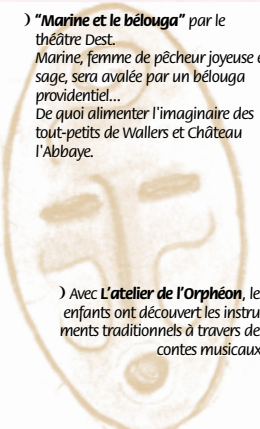 ) “Marine et le bélouga” par le
théâtre Dest.
Marine, femme de pêcheur joyeuse e
sage, sera avalée par un bélouga
providentiel...
De quoi alimenter l'imaginaire des
tout-petits de Wallers et Château
l'Abbaye.
) Avec L’atelier de l’Orphéon, le
enfants ont découvert les instru
ments traditionnels à travers de
contes musicaux